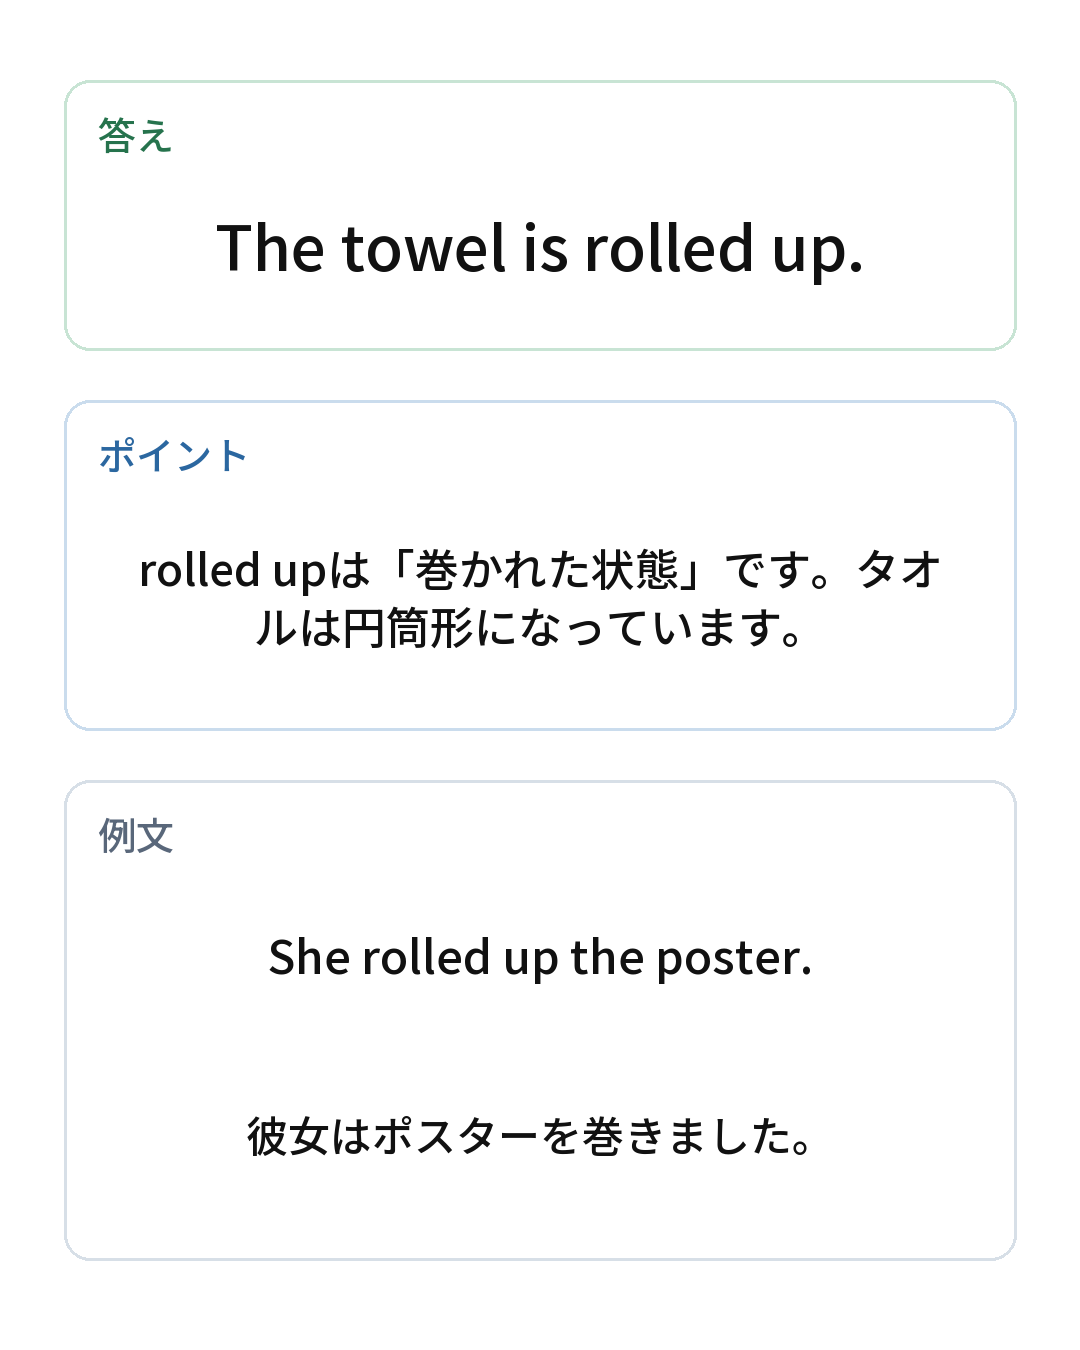 答え
The towel is rolled up.
ポイント
rolled upは「巻かれた状態」です。タオ
ルは円筒形になっています。
例文
She rolled up the poster.
彼女はポスターを巻きました。